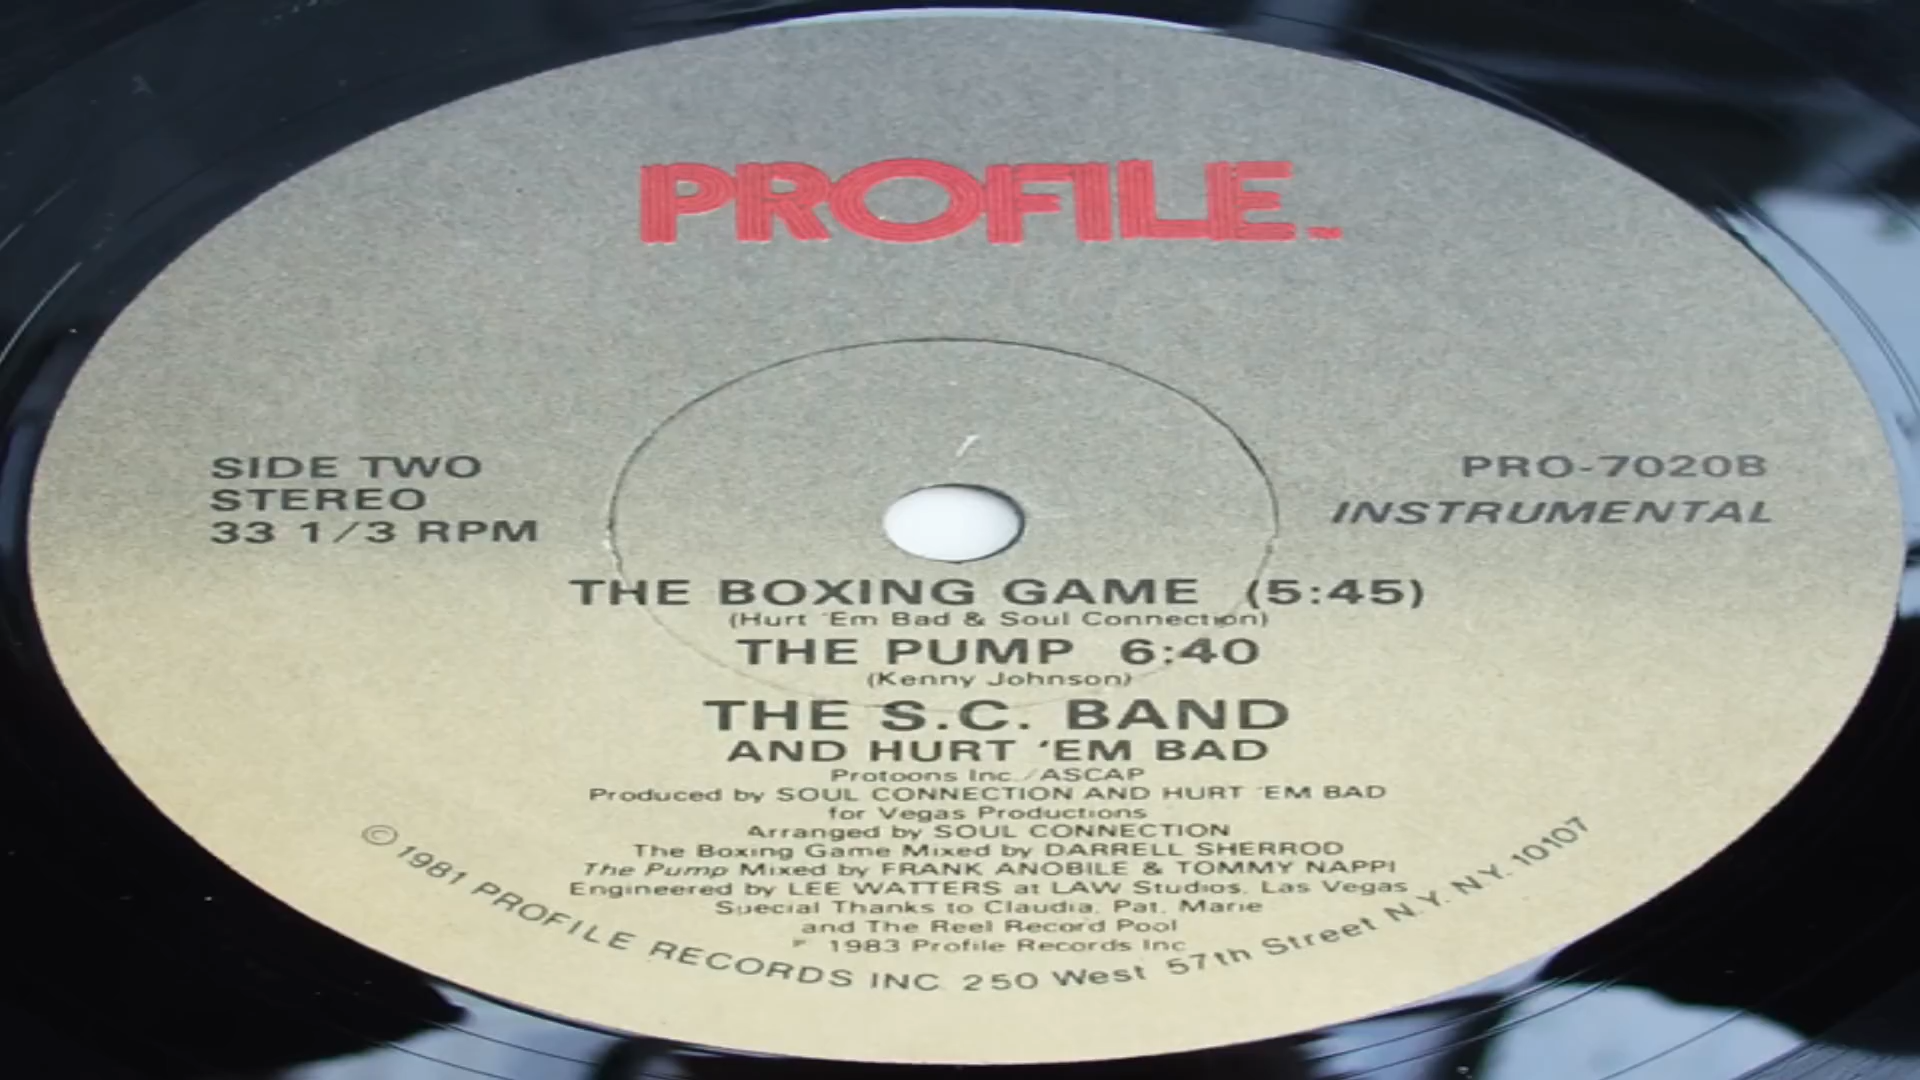 PROFILE™
SIDE TWO
STEREO
33 1/3 RPM
PRO-7020B
INSTRUMENTAL
THE BOXING GAME (5:45)
(Hurt 'Em Bad & Soul Connection)
THE PUMP 6:40
(Kenny Johnson)
THE S.C. BAND
AND HURT 'EM BAD
Protoons Inc./ASCAP
Produced by SOUL CONNECTION AND HURT 'EM BAD
for Vegas Productions
Arranged by SOUL CONNECTION
The Boxing Game Mixed by DARRELL SHERROD
The Pump Mixed by FRANK ANOBILE & TOMMY NAPPI
Engineered by LEE WATTERS at LAW Studios, Las Vegas
Special Thanks to Claudia, Pat, Marie
and The Reel Record Pool
℗ 1983 Profile Records Inc.
© 1981 PROFILE RECORDS INC. 250 West 57th Street N.Y. N.Y. 10107